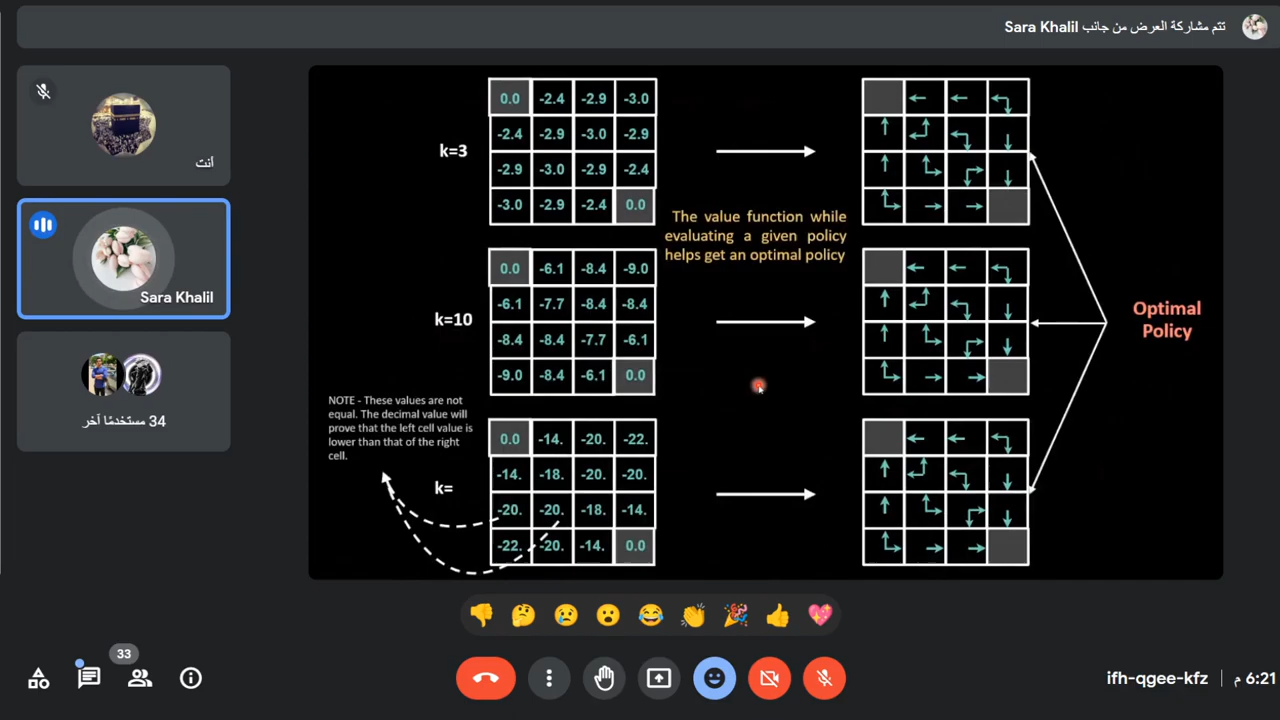 تتم مشاركة العرض من جانب Sara Khalil
أنت
Sara Khalil
34 مستخدمًا آخر
k=3
0.0 -2.4 -2.9 -3.0
-2.4 -2.9 -3.0 -2.9
-2.9 -3.0 -2.9 -2.4
-3.0 -2.9 -2.4 0.0
The value function while
evaluating a given policy
helps get an optimal policy
k=10
0.0 -6.1 -8.4 -9.0
-6.1 -7.7 -8.4 -8.4
-8.4 -8.4 -7.7 -6.1
-9.0 -8.4 -6.1 0.0
Optimal
Policy
NOTE - These values are not
equal. The decimal value will
prove that the left cell value is
lower than that of the right
cell.
k=
0.0 -14. -20. -22.
-14. -18. -20. -20.
-20. -20. -18. -14.
-22. -20. -14. 0.0
33
ifh-qgee-kfz
6:21 م